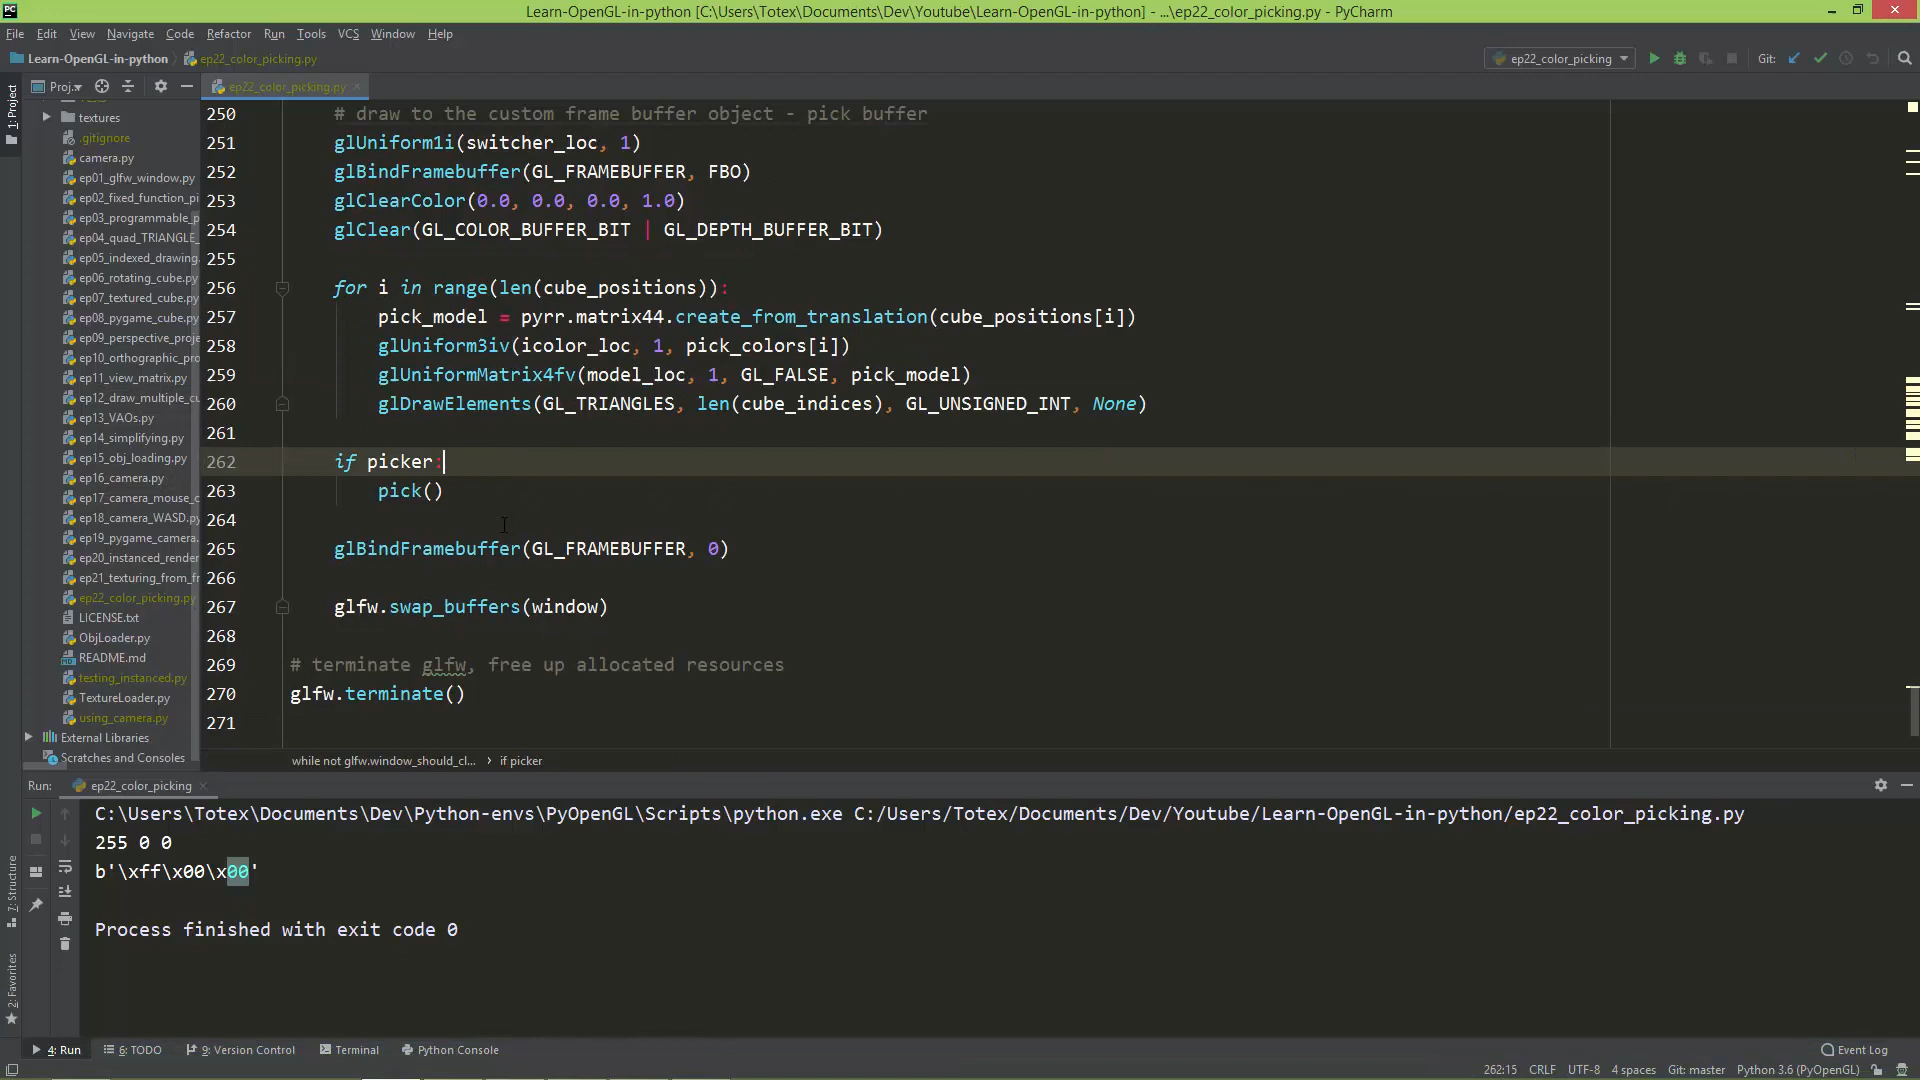 Learn-OpenGL-in-python [C:\Users\Totex\Documents\Dev\Youtube\Learn-OpenGL-in-python] - ...\ep22_color_picking.py - PyCharm
File Edit View Navigate Code Refactor Run Tools VCS Window Help
Learn-OpenGL-in-python ep22_color_picking.py
ep22_color_picking Git:
Proj... ep22_color_picking.py
1: Project
textures
.gitignore
camera.py
ep01_glfw_window.py
ep02_fixed_function_pi
ep03_programmable_p
ep04_quad_TRIANGLE_
ep05_indexed_drawing.
ep06_rotating_cube.py
ep07_textured_cube.py
ep08_pygame_cube.py
ep09_perspective_proje
ep10_orthographic_pro
ep11_view_matrix.py
ep12_draw_multiple_cu
ep13_VAOs.py
ep14_simplifying.py
ep15_obj_loading.py
ep16_camera.py
ep17_camera_mouse_c
ep18_camera_WASD.py
ep19_pygame_camera.
ep20_instanced_render
ep21_texturing_from_fr
ep22_color_picking.py
LICENSE.txt
ObjLoader.py
README.md
testing_instanced.py
TextureLoader.py
using_camera.py
External Libraries
Scratches and Consoles
250 # draw to the custom frame buffer object - pick buffer
251 glUniform1i(switcher_loc, 1)
252 glBindFramebuffer(GL_FRAMEBUFFER, FBO)
253 glClearColor(0.0, 0.0, 0.0, 1.0)
254 glClear(GL_COLOR_BUFFER_BIT | GL_DEPTH_BUFFER_BIT)
255
256 for i in range(len(cube_positions)):
257 pick_model = pyrr.matrix44.create_from_translation(cube_positions[i])
258 glUniform3iv(icolor_loc, 1, pick_colors[i])
259 glUniformMatrix4fv(model_loc, 1, GL_FALSE, pick_model)
260 glDrawElements(GL_TRIANGLES, len(cube_indices), GL_UNSIGNED_INT, None)
261
262 if picker:
263 pick()
264
265 glBindFramebuffer(GL_FRAMEBUFFER, 0)
266
267 glfw.swap_buffers(window)
268
269 # terminate glfw, free up allocated resources
270 glfw.terminate()
271
while not glfw.window_should_cl... › if picker
Run: ep22_color_picking
C:\Users\Totex\Documents\Dev\Python-envs\PyOpenGL\Scripts\python.exe C:/Users/Totex/Documents/Dev/Youtube/Learn-OpenGL-in-python/ep22_color_picking.py
255 0 0
b'\xff\x00\x00'
Process finished with exit code 0
7: Structure
2: Favorites
4: Run 6: TODO 9: Version Control Terminal Python Console Event Log
262:15 CRLF UTF-8 4 spaces Git: master Python 3.6 (PyOpenGL)